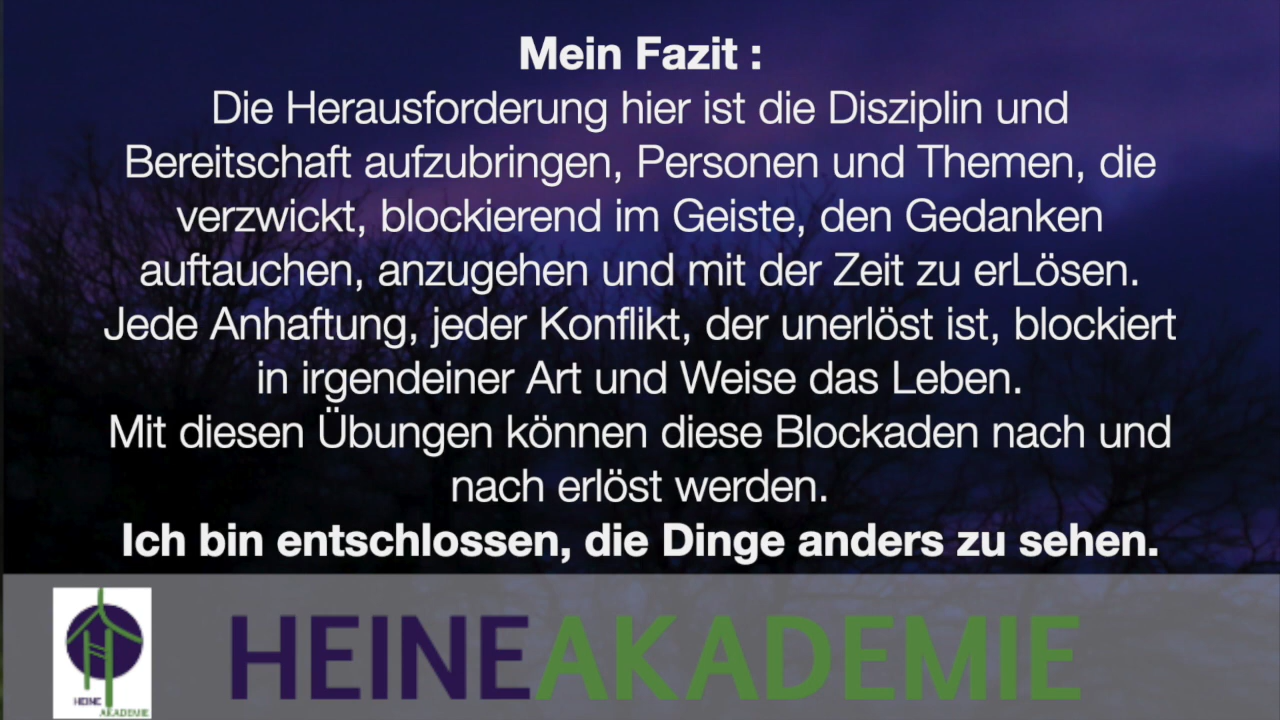 Mein Fazit :
Die Herausforderung hier ist die Disziplin und
Bereitschaft aufzubringen, Personen und Themen, die
verzwickt, blockierend im Geiste, den Gedanken
auftauchen, anzugehen und mit der Zeit zu erLösen.
Jede Anhaftung, jeder Konflikt, der unerlöst ist, blockiert
in irgendeiner Art und Weise das Leben.
Mit diesen Übungen können diese Blockaden nach und
nach erlöst werden.
Ich bin entschlossen, die Dinge anders zu sehen.
HEINE
AKADEMIE
HEINEAKADEMIE